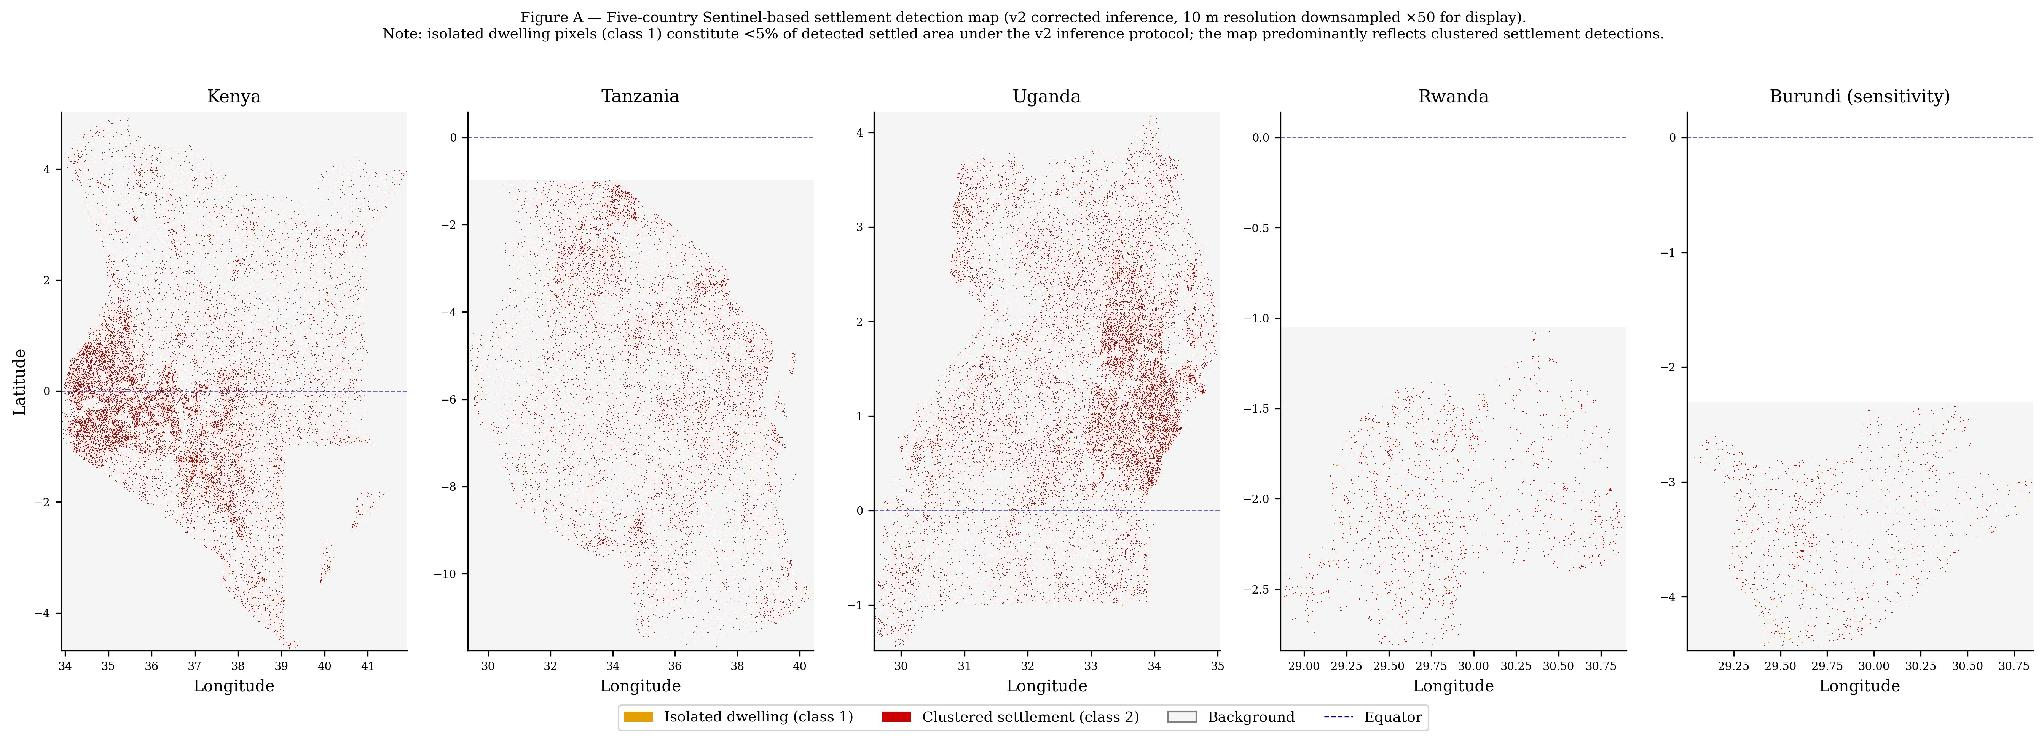 Figure A — Five-country Sentinel-based settlement detection map (v2 corrected inference, 10 m resolution downsampled ×50 for display).
Note: isolated dwelling pixels (class 1) constitute <5% of detected settled area under the v2 inference protocol; the map predominantly reflects clustered settlement detections.
Kenya
Latitude
4
2
0
−2
−4
34 35 36 37 38 39 40 41
Longitude
Tanzania
0
−2
−4
−6
−8
−10
30 32 34 36 38 40
Longitude
Uganda
4
3
2
1
0
−1
30 31 32 33 34 35
Longitude
Rwanda
0.0
−0.5
−1.0
−1.5
−2.0
−2.5
29.00 29.25 29.50 29.75 30.00 30.25 30.50 30.75
Longitude
Burundi (sensitivity)
0
−1
−2
−3
−4
29.25 29.50 29.75 30.00 30.25 30.50 30.75
Longitude
Isolated dwelling (class 1) Clustered settlement (class 2) Background Equator